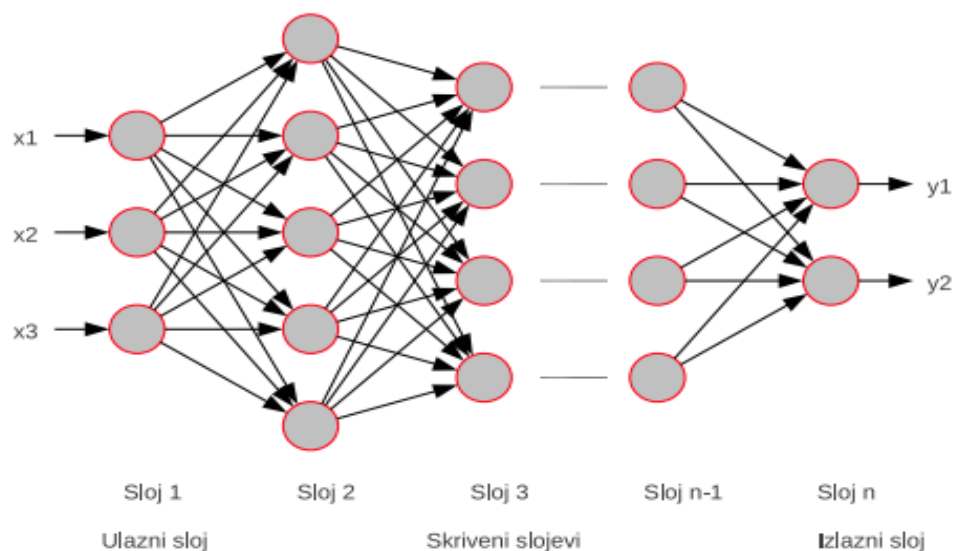 x1
x2
x3
y1
y2
Sloj 1 Sloj 2 Sloj 3 Sloj n-1 Sloj n
Ulazni sloj Skriveni slojevi Izlazni sloj